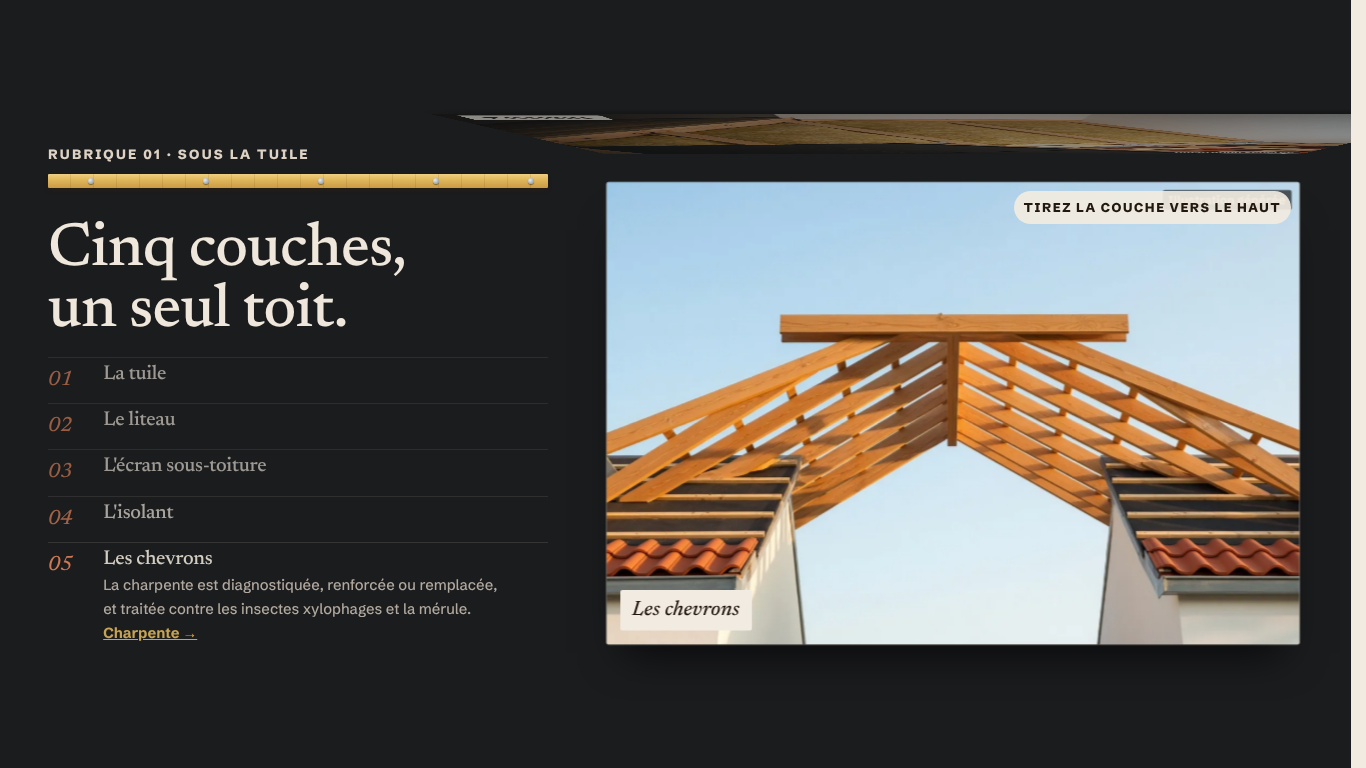 RUBRIQUE 01 · SOUS LA TUILE
Cinq couches,
un seul toit.
01 La tuile
02 Le liteau
03 L'écran sous-toiture
04 L'isolant
05 Les chevrons
La charpente est diagnostiquée, renforcée ou remplacée,
et traitée contre les insectes xylophages et la mérule.
Charpente →
TIREZ LA COUCHE VERS LE HAUT
Les chevrons